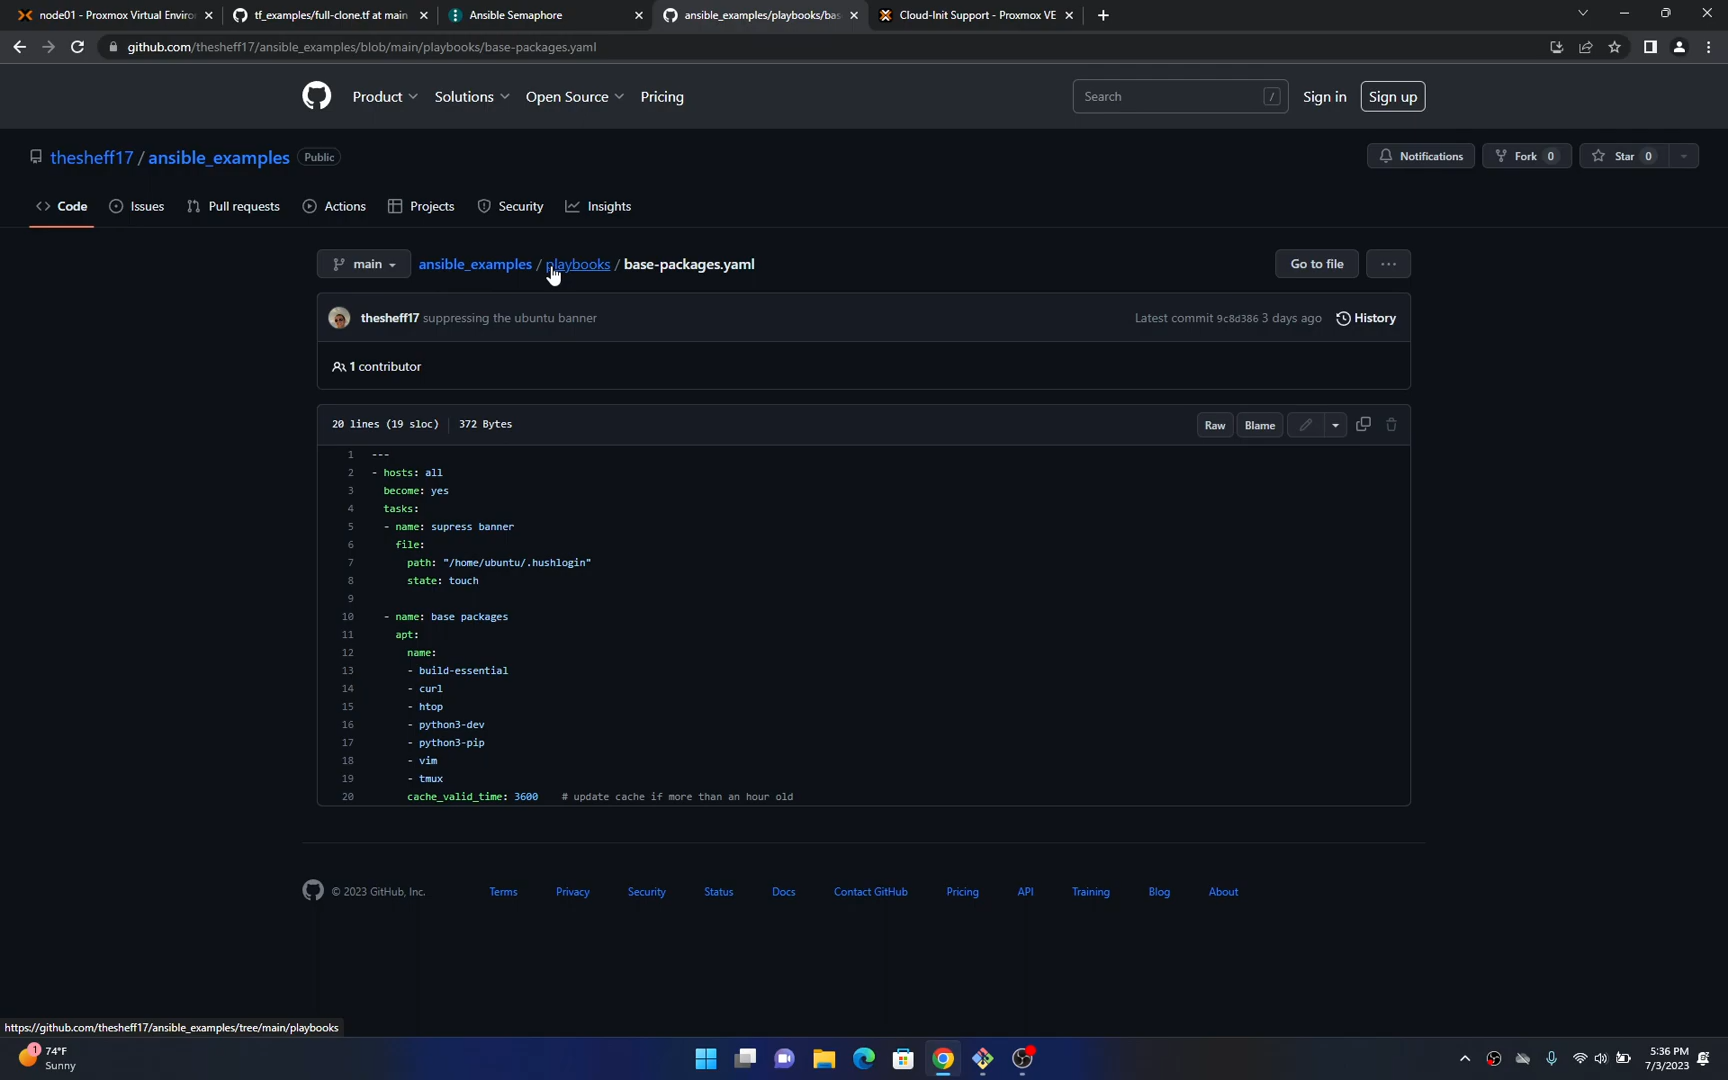 node01 - Proxmox Virtual Enviro
tf_examples/full-clone.tf at main
Ansible Semaphore
ansible_examples/playbooks/bas
Cloud-Init Support - Proxmox VE
github.com/thesheff17/ansible_examples/blob/main/playbooks/base-packages.yaml
Product
Solutions
Open Source
Pricing
Search /
Sign in
Sign up
thesheff17 / ansible_examples Public
Notifications
Fork 0
Star 0
Code
Issues
Pull requests
Actions
Projects
Security
Insights
main
ansible_examples / playbooks / base-packages.yaml
Go to file
...
thesheff17 suppressing the ubuntu banner
Latest commit 9c8d386 3 days ago
History
1 contributor
20 lines (19 sloc) 372 Bytes
Raw
Blame
1 ---
2 - hosts: all
3 become: yes
4 tasks:
5 - name: supress banner
6 file:
7 path: "/home/ubuntu/.hushlogin"
8 state: touch
9
10 - name: base packages
11 apt:
12 name:
13 - build-essential
14 - curl
15 - htop
16 - python3-dev
17 - python3-pip
18 - vim
19 - tmux
20 cache_valid_time: 3600 # update cache if more than an hour old
© 2023 GitHub, Inc.
Terms
Privacy
Security
Status
Docs
Contact GitHub
Pricing
API
Training
Blog
About
https://github.com/thesheff17/ansible_examples/tree/main/playbooks
1
74°F
Sunny
5:36 PM
7/3/2023